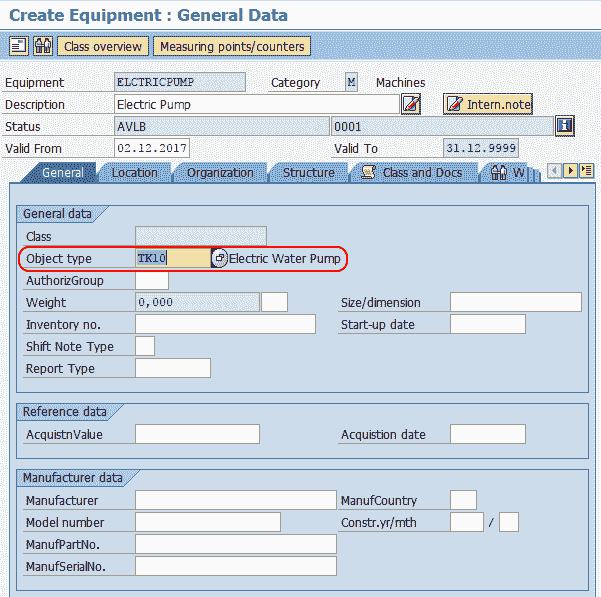 Create Equipment : General Data
Class overview Measuring points/counters
Equipment ELCTRICPUMP Category M Machines
Description Electric Pump Intern.note
Status AVLB 0001
Valid From 02.12.2017 Valid To 31.12.9999
General Location Organization Structure Class and Docs W
General data
Class
Object type TK10 Electric Water Pump
AuthorizGroup
Weight 0,000 Size/dimension
Inventory no. Start-up date
Shift Note Type
Report Type
Reference data
AcquistnValue Acquistion date
Manufacturer data
Manufacturer ManufCountry
Model number Constr.yr/mth /
ManufPartNo.
ManufSerialNo.